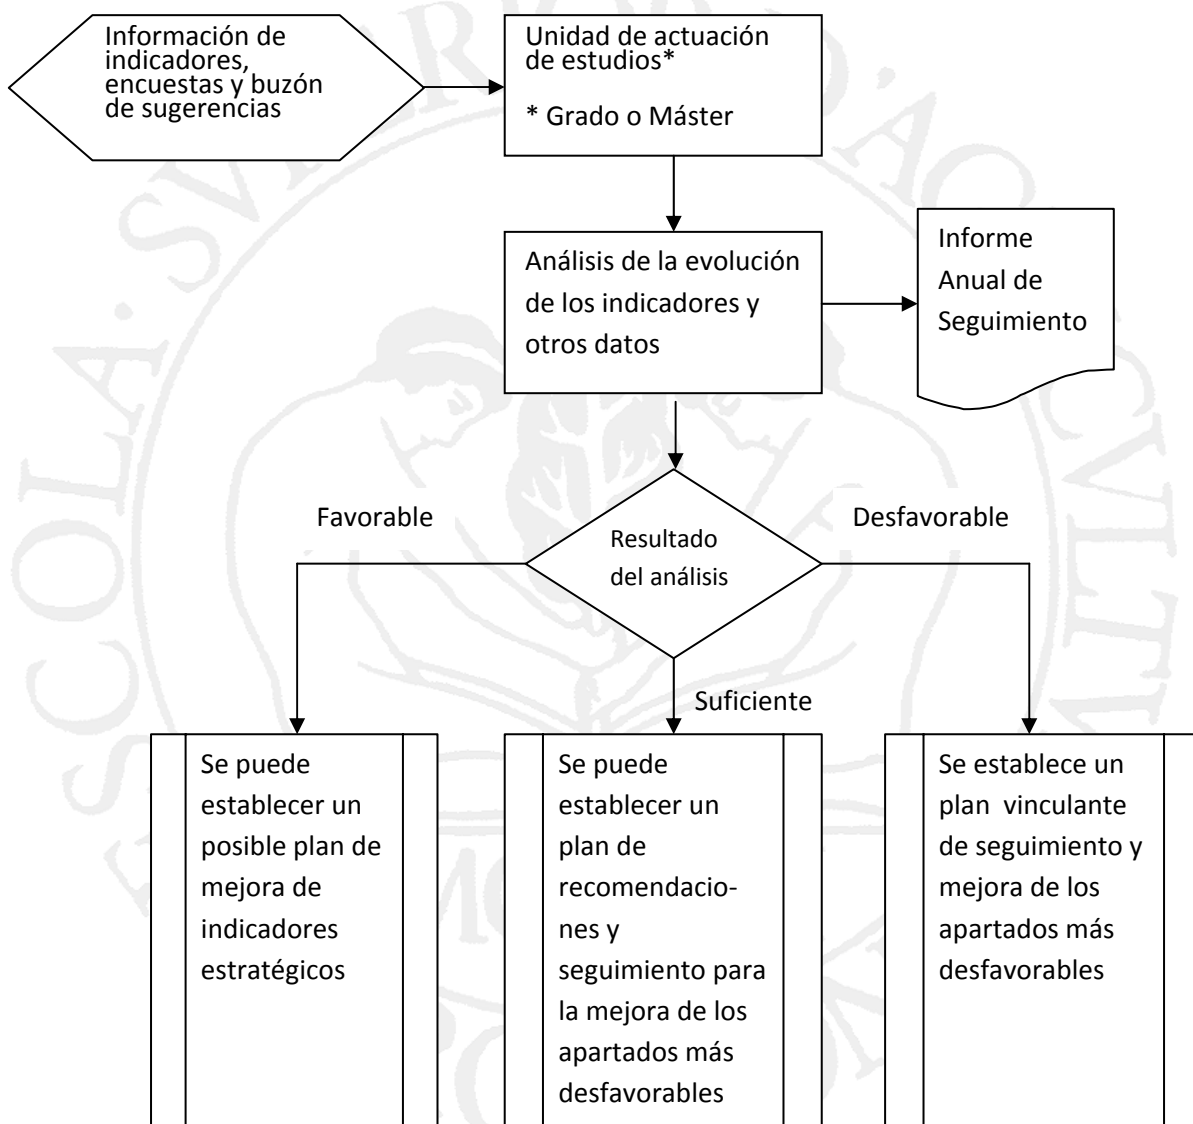 Información de
indicadores,
encuestas y buzón
de sugerencias
Unidad de actuación
de estudios*
* Grado o Máster
Análisis de la evolución
de los indicadores y
otros datos
Informe
Anual de
Seguimiento
Favorable
Resultado
del análisis
Desfavorable
Suficiente
Se puede
establecer un
posible plan de
mejora de
indicadores
estratégicos
Se puede
establecer un
plan de
recomendacio-
nes y
seguimiento para
la mejora de los
apartados más
desfavorables
Se establece un
plan  vinculante
de seguimiento y
mejora de los
apartados más
desfavorables